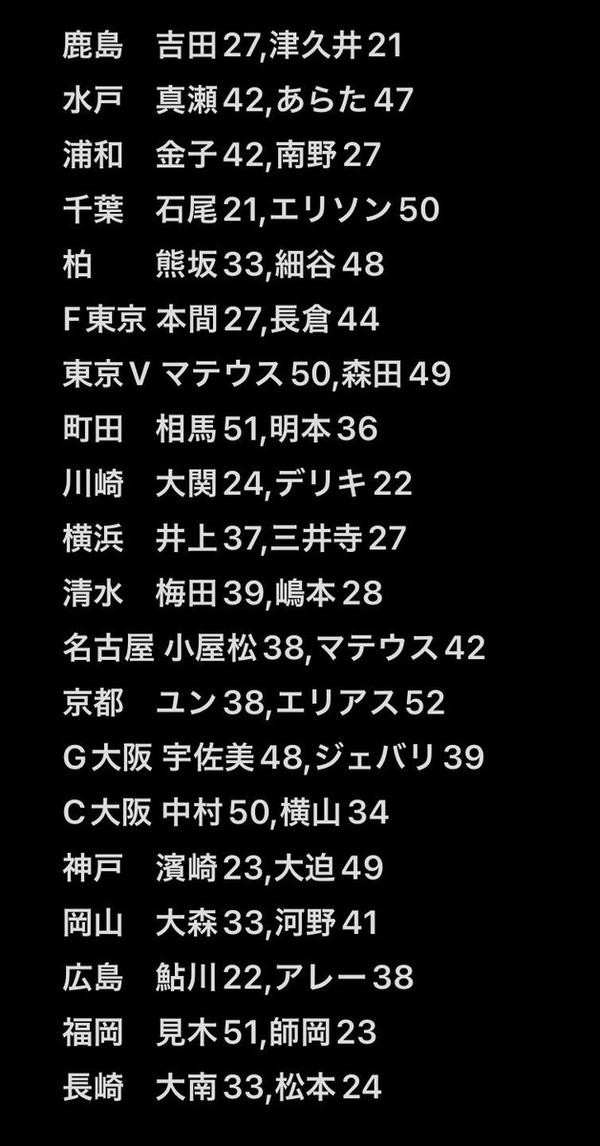 鹿島　吉田27,津久井21
水戸　真瀬42,あらた47
浦和　金子42,南野27
千葉　石尾21,エリソン50
柏　　熊坂33,細谷48
F東京 本間27,長倉44
東京V マテウス50,森田49
町田　相馬51,明本36
川崎　大関24,デリキ22
横浜　井上37,三井寺27
清水　梅田39,嶋本28
名古屋 小屋松38,マテウス42
京都　ユン38,エリアス52
G大阪 宇佐美48,ジェバリ39
C大阪 中村50,横山34
神戸　濱崎23,大迫49
岡山　大森33,河野41
広島　鮎川22,アレー38
福岡　見木51,師岡23
長崎　大南33,松本24